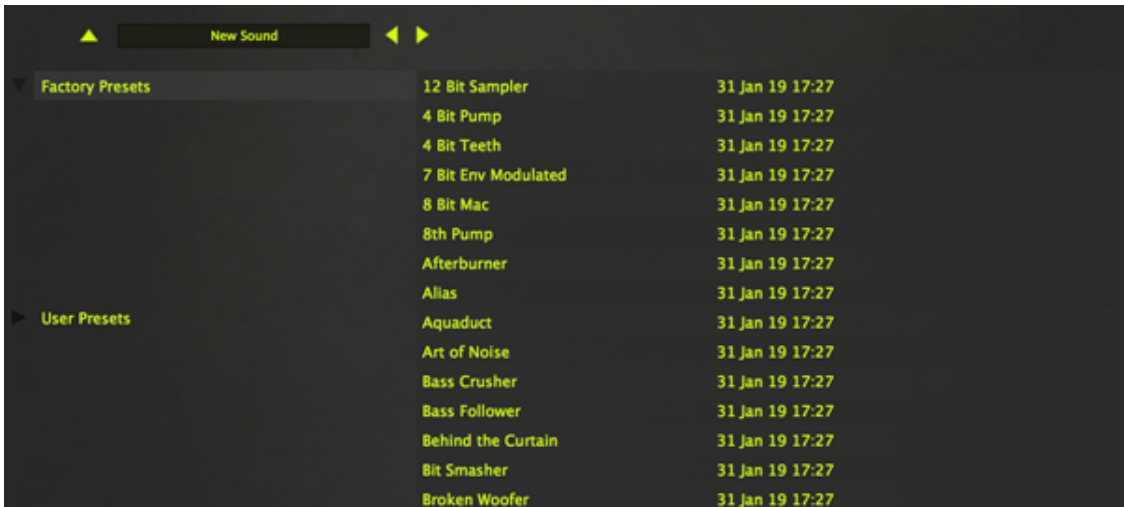 New Sound
Factory Presets
12 Bit Sampler 31 Jan 19 17:27
4 Bit Pump 31 Jan 19 17:27
4 Bit Teeth 31 Jan 19 17:27
7 Bit Env Modulated 31 Jan 19 17:27
8 Bit Mac 31 Jan 19 17:27
8th Pump 31 Jan 19 17:27
Afterburner 31 Jan 19 17:27
Alias 31 Jan 19 17:27
User Presets
Aquaduct 31 Jan 19 17:27
Art of Noise 31 Jan 19 17:27
Bass Crusher 31 Jan 19 17:27
Bass Follower 31 Jan 19 17:27
Behind the Curtain 31 Jan 19 17:27
Bit Smasher 31 Jan 19 17:27
Broken Woofer 31 Jan 19 17:27